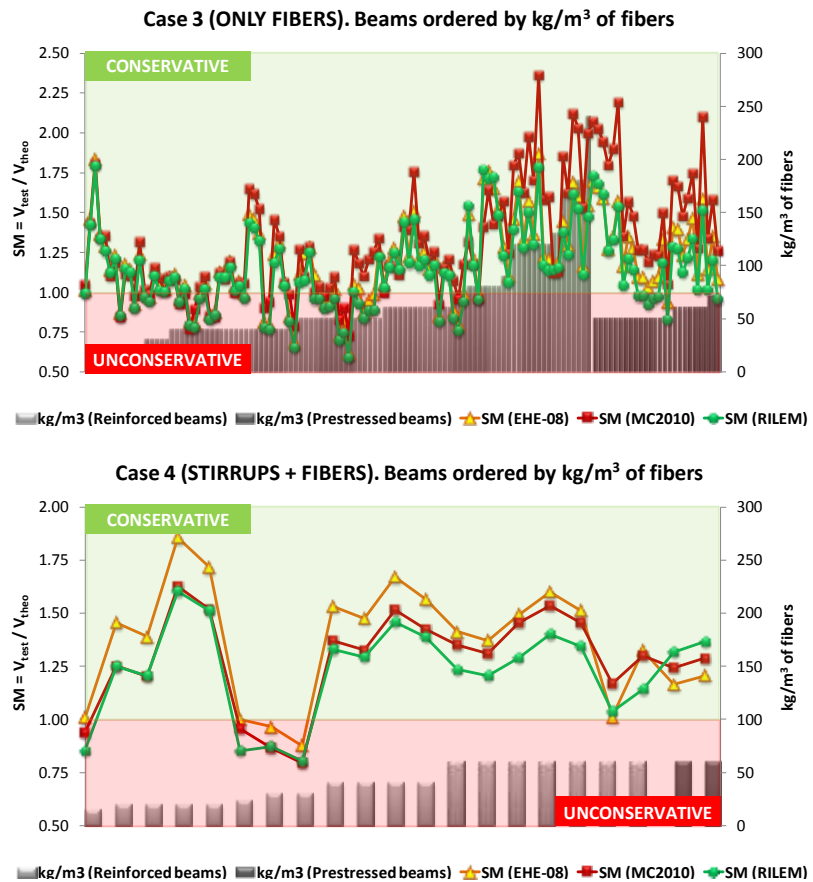 Case 3 (ONLY FIBERS). Beams ordered by kg/m³ of fibers
2.50
2.25
2.00
1.75
1.50
1.25
1.00
0.75
0.50
SM = Vtest / Vtheo
CONSERVATIVE
UNCONSERVATIVE
300
250
200
150
100
50
0
kg/m³ of fibers
kg/m3 (Reinforced beams) kg/m3 (Prestressed beams) SM (EHE-08) SM (MC2010) SM (RILEM)
Case 4 (STIRRUPS + FIBERS). Beams ordered by kg/m³ of fibers
2.00
1.75
1.50
1.25
1.00
0.75
0.50
SM = Vtest / Vtheo
CONSERVATIVE
UNCONSERVATIVE
300
250
200
150
100
50
0
kg/m³ of fibers
kg/m3 (Reinforced beams) kg/m3 (Prestressed beams) SM (EHE-08) SM (MC2010) SM (RILEM)